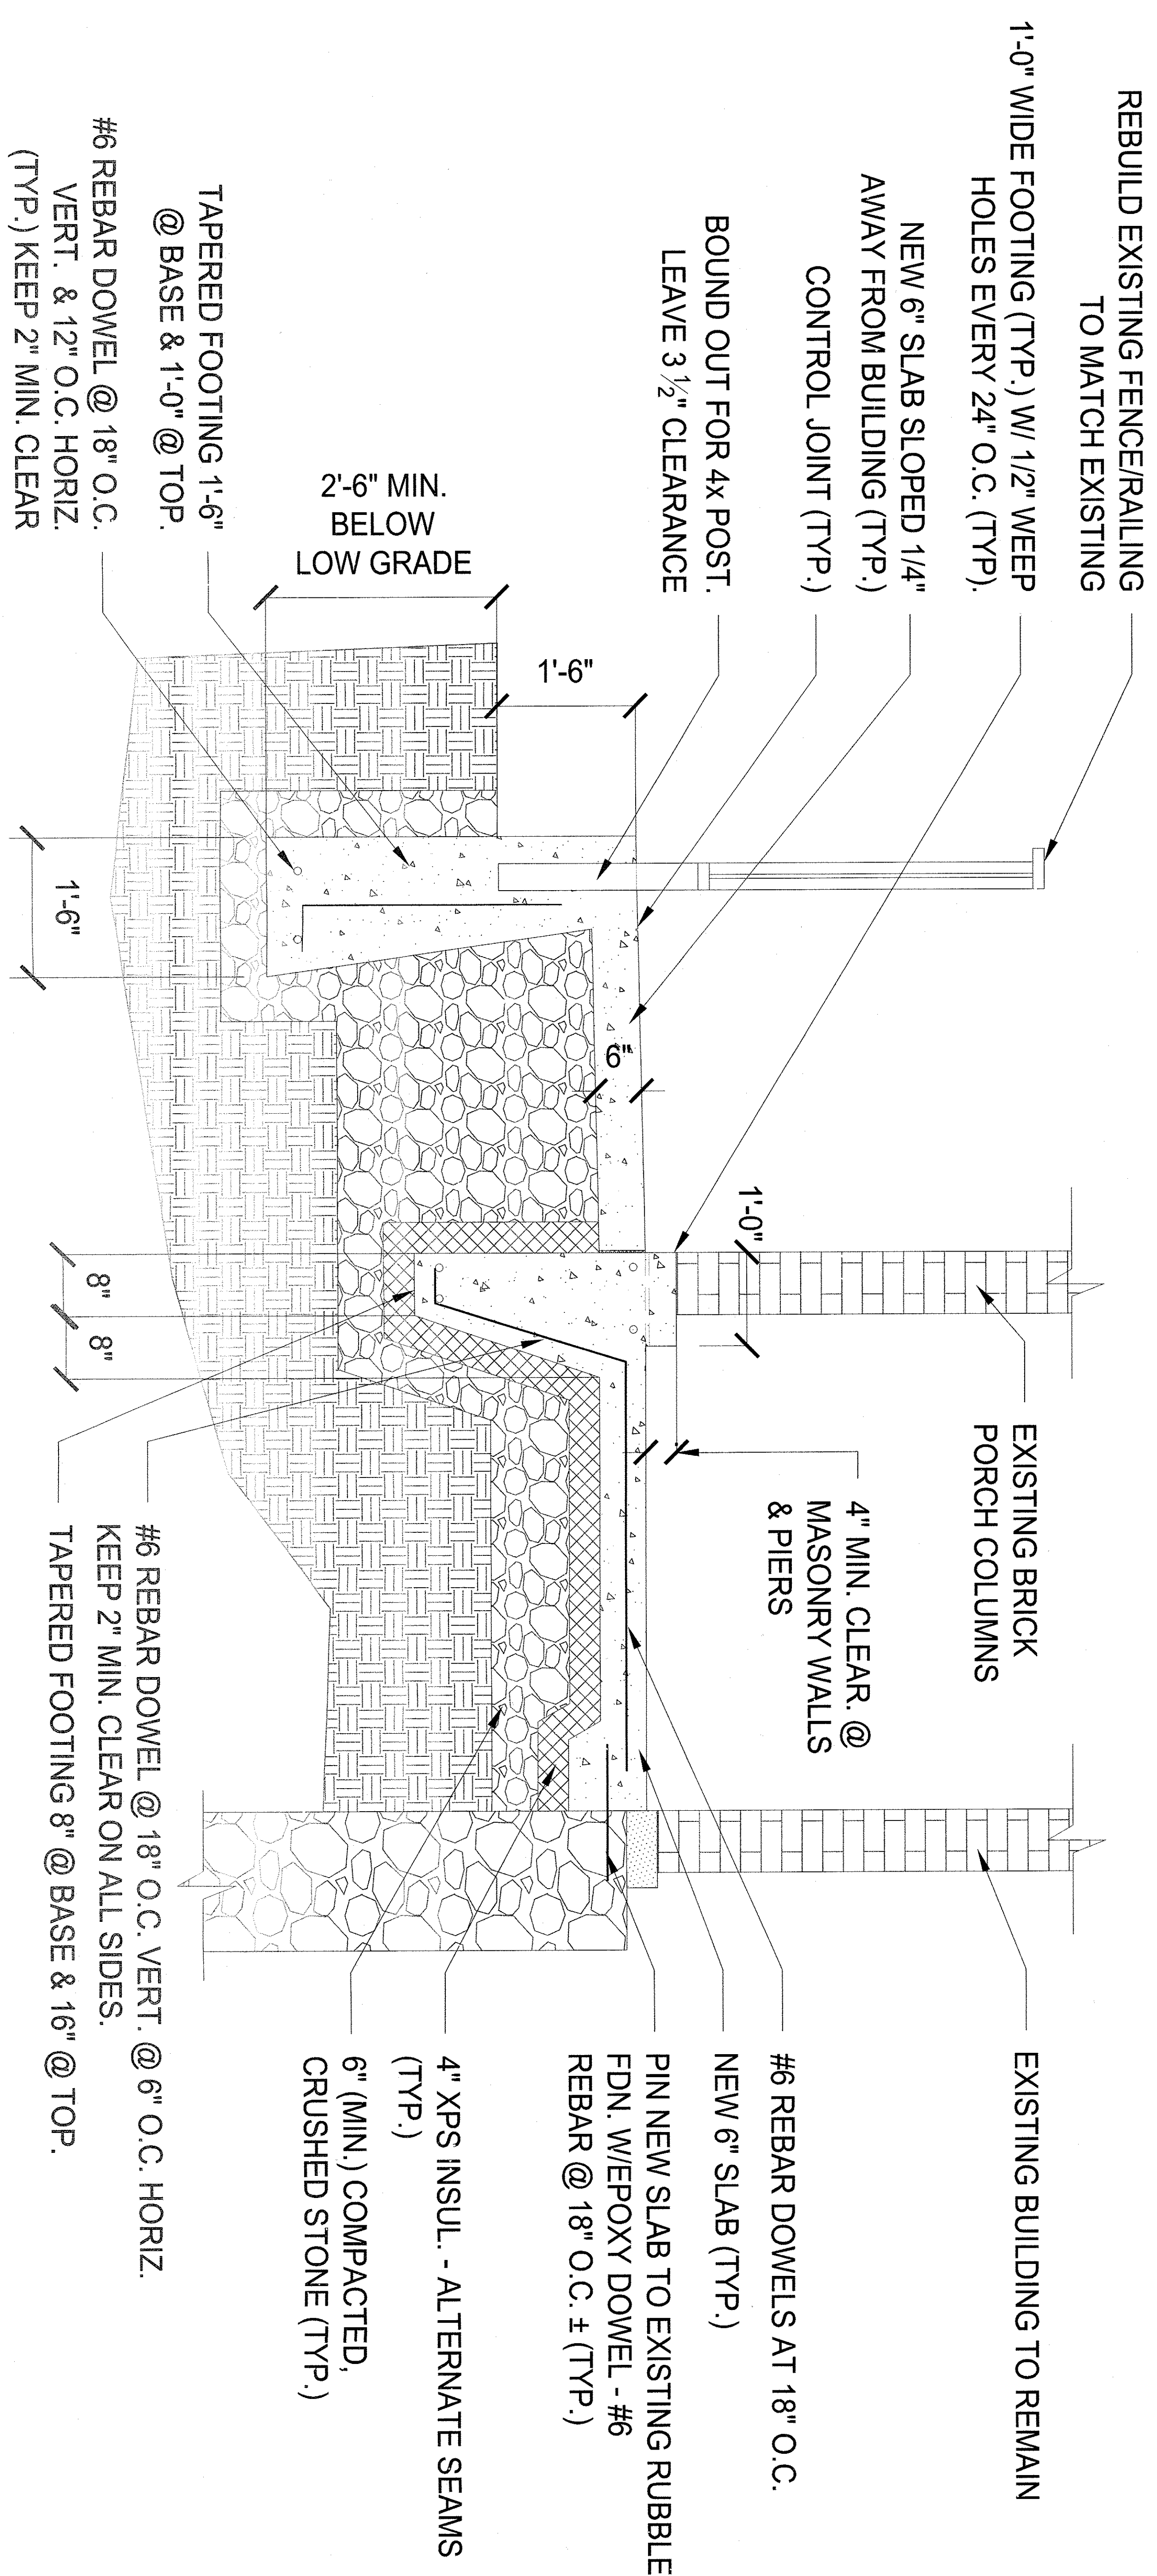 REBUILD EXISTING FENCE/RAILING
TO MATCH EXISTING
1'-0" WIDE FOOTING (TYP.) W/ 1/2" WEEP
HOLES EVERY 24" O.C. (TYP).
NEW 6" SLAB SLOPED 1/4"
AWAY FROM BUILDING (TYP.)
CONTROL JOINT (TYP.)
BOUND OUT FOR 4x POST.
LEAVE 3 ½" CLEARANCE
2'-6" MIN.
BELOW
LOW GRADE
TAPERED FOOTING 1'-6"
@ BASE & 1'-0" @ TOP.
#6 REBAR DOWEL @ 18" O.C.
VERT. & 12" O.C. HORIZ.
(TYP.) KEEP 2" MIN. CLEAR
1'-6"
1'-6"
6"
1'-0"
8"
8"
EXISTING BRICK
PORCH COLUMNS
4" MIN. CLEAR. @
MASONRY WALLS
& PIERS
EXISTING BUILDING TO REMAIN
#6 REBAR DOWELS AT 18" O.C.
NEW 6" SLAB (TYP.)
PIN NEW SLAB TO EXISTING RUBBLE
FDN. W/EPOXY DOWEL - #6
REBAR @ 18" O.C. ± (TYP.)
4" XPS INSUL. - ALTERNATE SEAMS
(TYP.)
6" (MIN.) COMPACTED,
CRUSHED STONE (TYP.)
#6 REBAR DOWEL @ 18" O.C. VERT. @ 6" O.C. HORIZ.
KEEP 2" MIN. CLEAR ON ALL SIDES.
TAPERED FOOTING 8" @ BASE & 16" @ TOP.